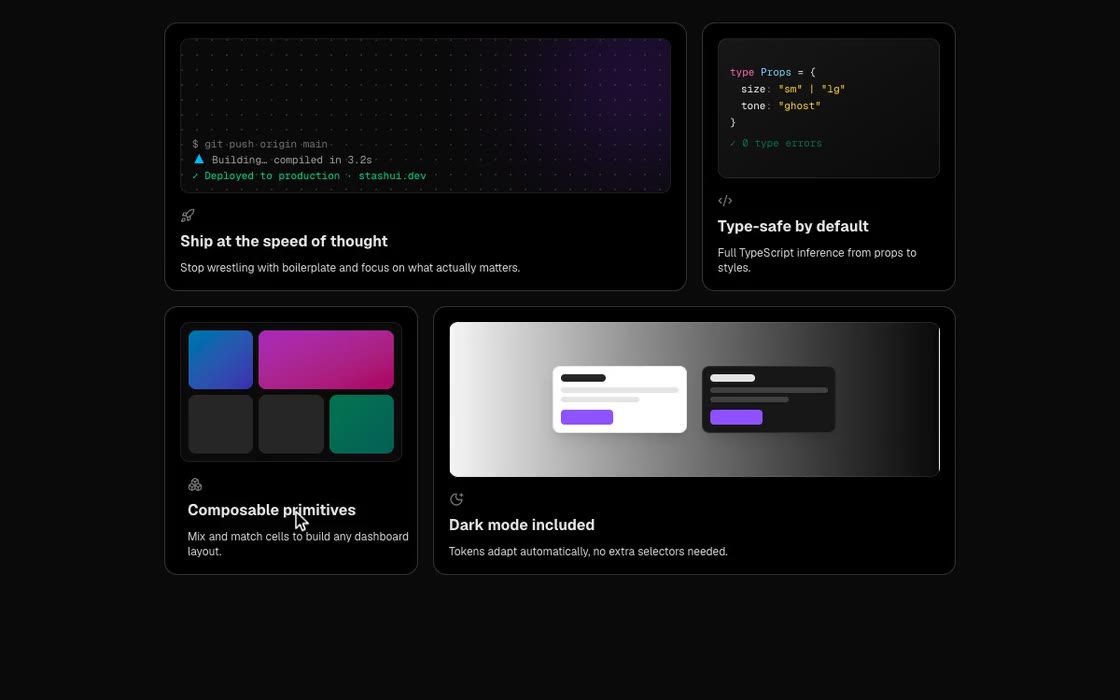 $ git push origin main
Building… compiled in 3.2s
✓ Deployed to production · stashui.dev
Ship at the speed of thought
Stop wrestling with boilerplate and focus on what actually matters.
type Props = {
size: "sm" | "lg"
tone: "ghost"
}
✓ 0 type errors
Type-safe by default
Full TypeScript inference from props to
styles.
Composable primitives
Mix and match cells to build any dashboard
layout.
Dark mode included
Tokens adapt automatically, no extra selectors needed.